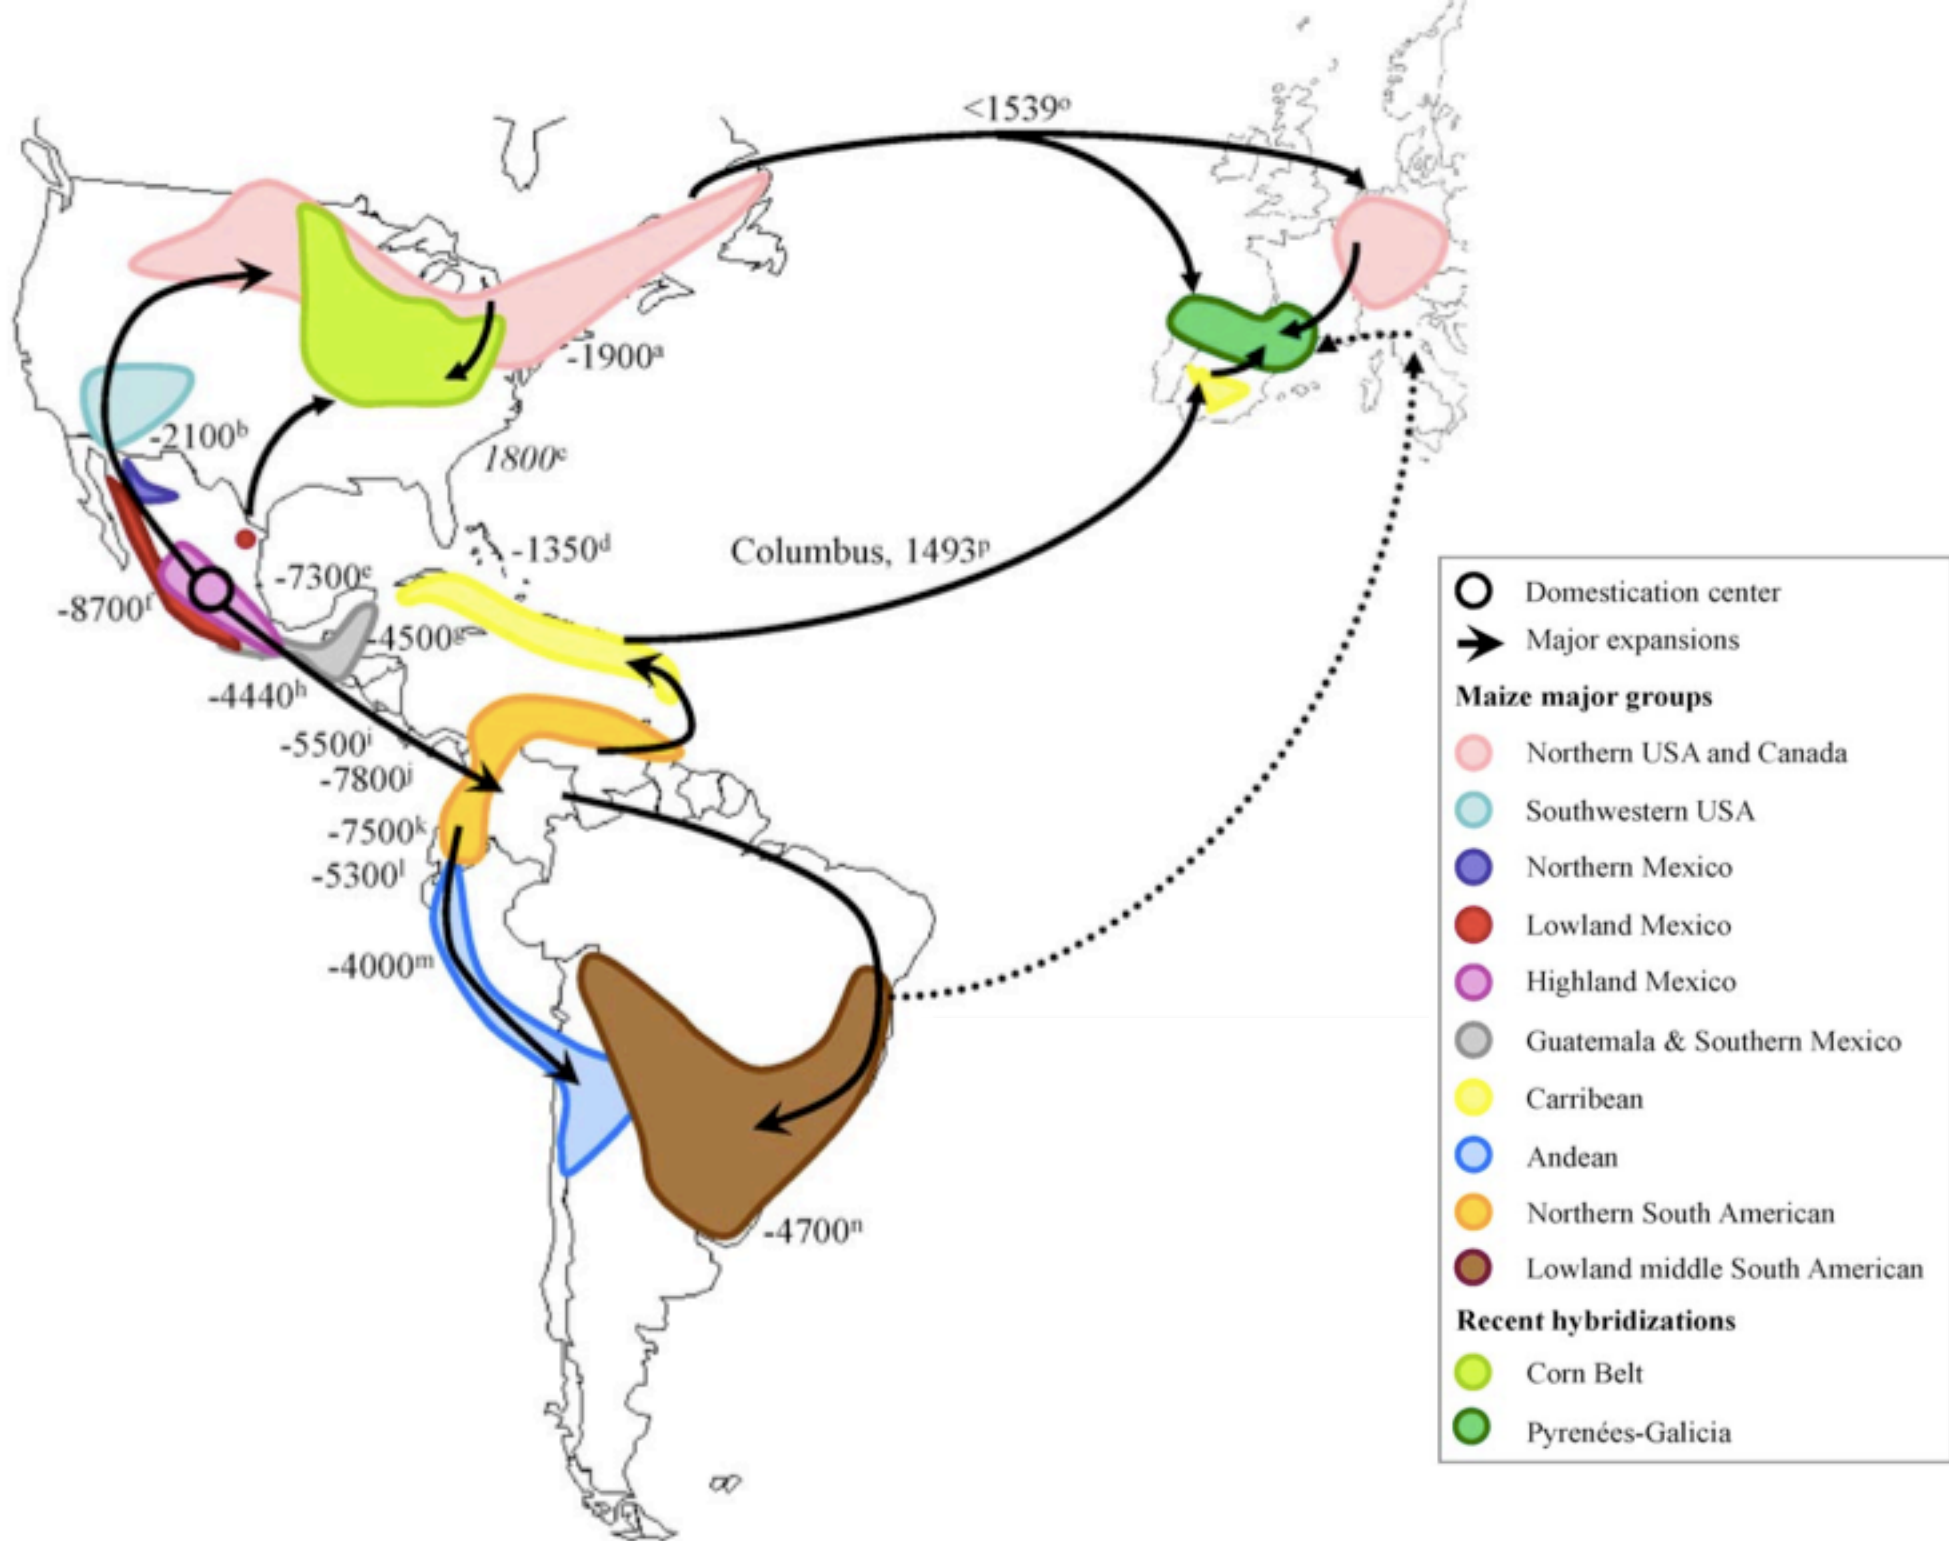 <1539º
-1900ᵃ
-2100ᵇ
1800ᶜ
-1350ᵈ
Columbus, 1493ᵖ
-7300ᵉ
-8700ᶠ
-4500ᵍ
-4440ʰ
-5500ⁱ
-7800ʲ
-7500ᵏ
-5300ˡ
-4000ᵐ
-4700ⁿ
Domestication center
Major expansions
Maize major groups
Northern USA and Canada
Southwestern USA
Northern Mexico
Lowland Mexico
Highland Mexico
Guatemala & Southern Mexico
Carribean
Andean
Northern South American
Lowland middle South American
Recent hybridizations
Corn Belt
Pyrenées-Galicia